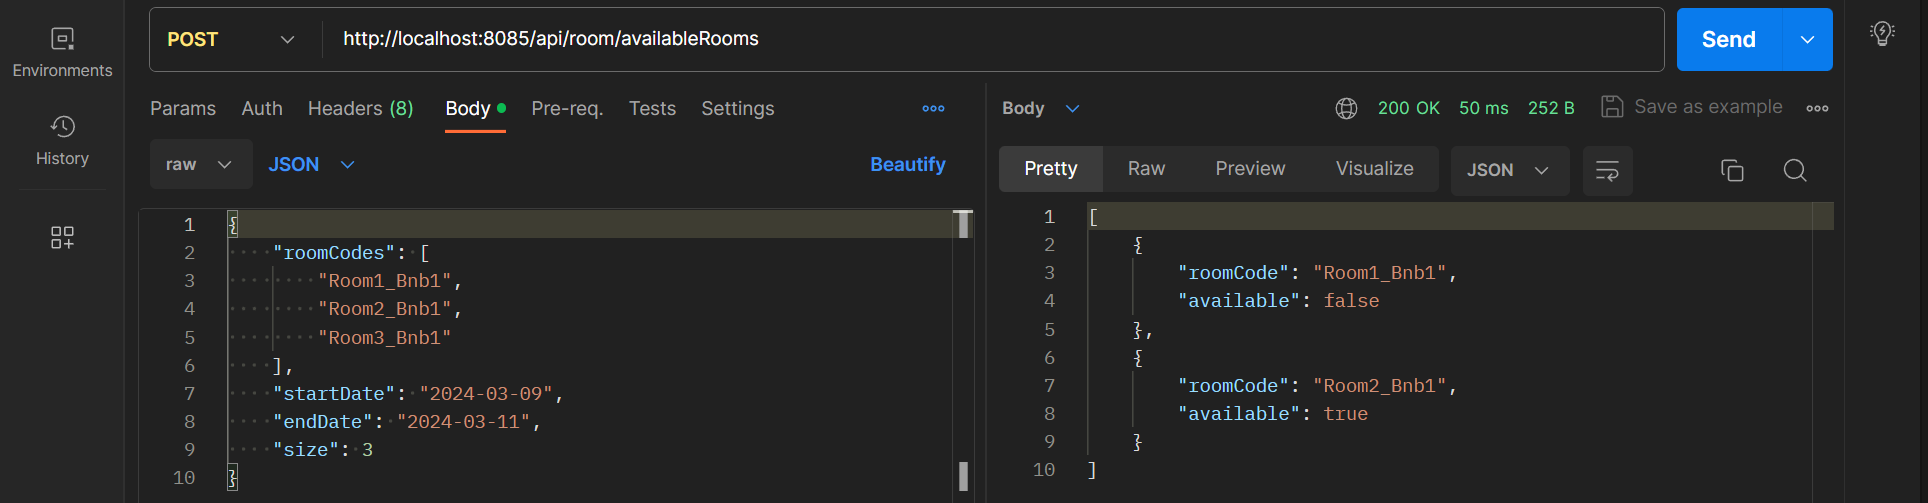 Environments
History
POST
http://localhost:8085/api/room/availableRooms
Send
Params Auth Headers (8) Body Pre-req. Tests Settings
raw JSON Beautify
1 {
2 "roomCodes": [
3 "Room1_Bnb1",
4 "Room2_Bnb1",
5 "Room3_Bnb1"
6 ],
7 "startDate": "2024-03-09",
8 "endDate": "2024-03-11",
9 "size": 3
10 }
Body 200 OK 50 ms 252 B Save as example
Pretty Raw Preview Visualize JSON
1 [
2 {
3 "roomCode": "Room1_Bnb1",
4 "available": false
5 },
6 {
7 "roomCode": "Room2_Bnb1",
8 "available": true
9 }
10 ]